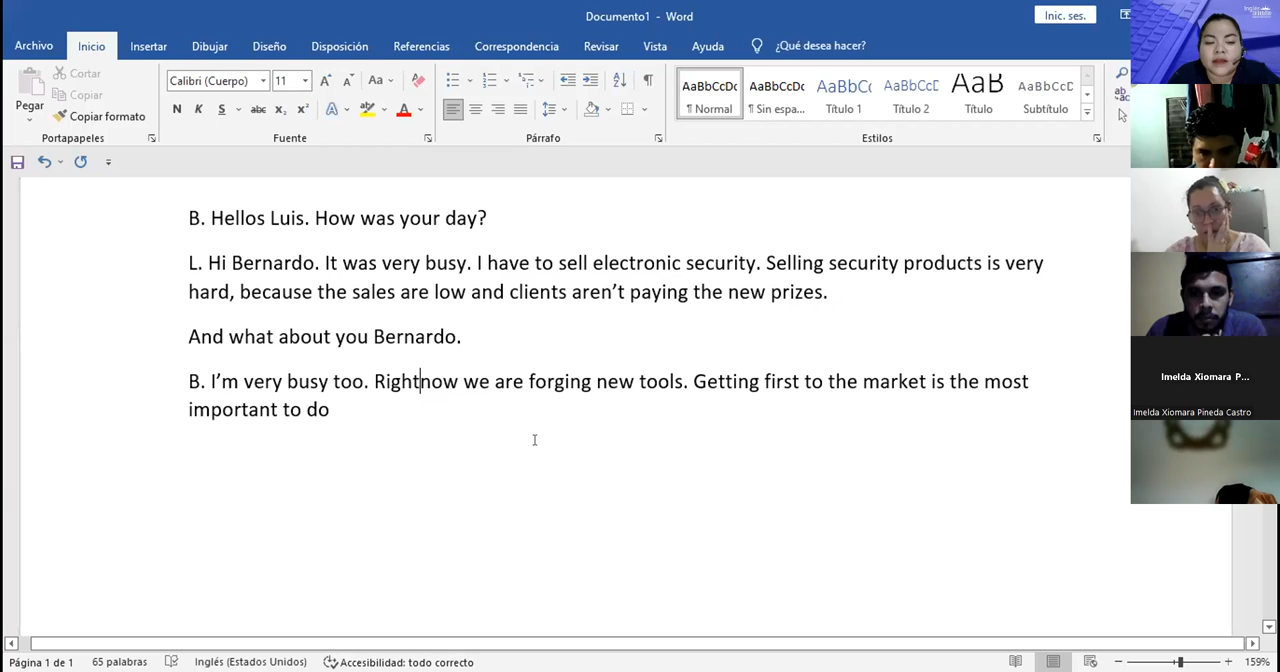 Documento1 - Word
Inic. ses.
Archivo Inicio Insertar Dibujar Diseño Disposición Referencias Correspondencia Revisar Vista Ayuda ¿Qué desea hacer?
Pegar
Cortar
Copiar
Copiar formato
Portapapeles
Calibri (Cuerpo) 11
Aa
N K S abc x₂ x² A A
Fuente
Párrafo
AaBbCcDc AaBbCcDc AaBbCc AaBbCcD AaB AaBbCcD
¶ Normal ¶ Sin espa... Título 1 Título 2 Título Subtítulo
Estilos
B. Hellos Luis. How was your day?
L. Hi Bernardo. It was very busy. I have to sell electronic security. Selling security products is very
hard, because the sales are low and clients aren't paying the new prizes.
And what about you Bernardo.
B. I'm very busy too. Rightnow we are forging new tools. Getting first to the market is the most
important to do
Imelda Xiomara P...
Imelda Xiomara Pineda Castro
Página 1 de 1 65 palabras Inglés (Estados Unidos) Accesibilidad: todo correcto 159%